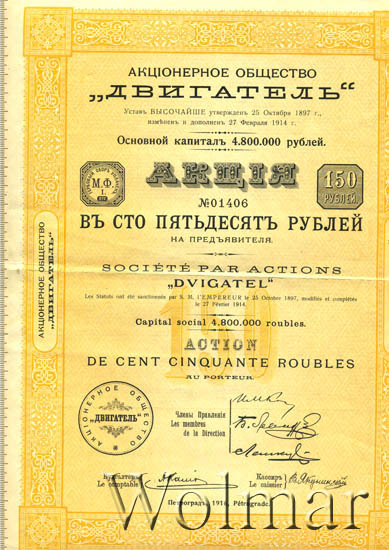 АКЦІОНЕРНОЕ ОБЩЕСТВО
„ДВИГАТЕЛЬ“
Уставъ ВЫСОЧАЙШЕ утвержденъ 25 Октября 1897 г.,
измѣненъ и дополненъ 27 Февраля 1914 г.
Основной капиталъ 4.800.000 рублей.
АКЦІЯ
М.Ф.
I.
150
РУБЛЕЙ.
№01406
ВЪ СТО ПЯТЬДЕСЯТЪ РУБЛЕЙ
НА ПРЕДЪЯВИТЕЛЯ.
SOCIÉTÉ PAR ACTIONS
„DVIGATEL“
Les Statuts ont été sanctionnés par S. M. l'EMPEREUR le 25 Octobre 1897, modifiés et complétés
le 27 Février 1914.
Capital social 4.800.000 roubles.
ACTION
DE CENT CINQUANTE ROUBLES
AU PORTEUR.
АКЦІОНЕРНОЕ ОБЩЕСТВО
„ДВИГАТЕЛЬ“
АКЦІОНЕРНОЕ ОБЩЕСТВО
„ДВИГАТЕЛЬ“
Члены Правленія
Les membres
de la Direction
Бухгалтеръ
Le comptable
Кассиръ
Le caissier
Петроградъ, 1916, Pétrograde.
Wolmar